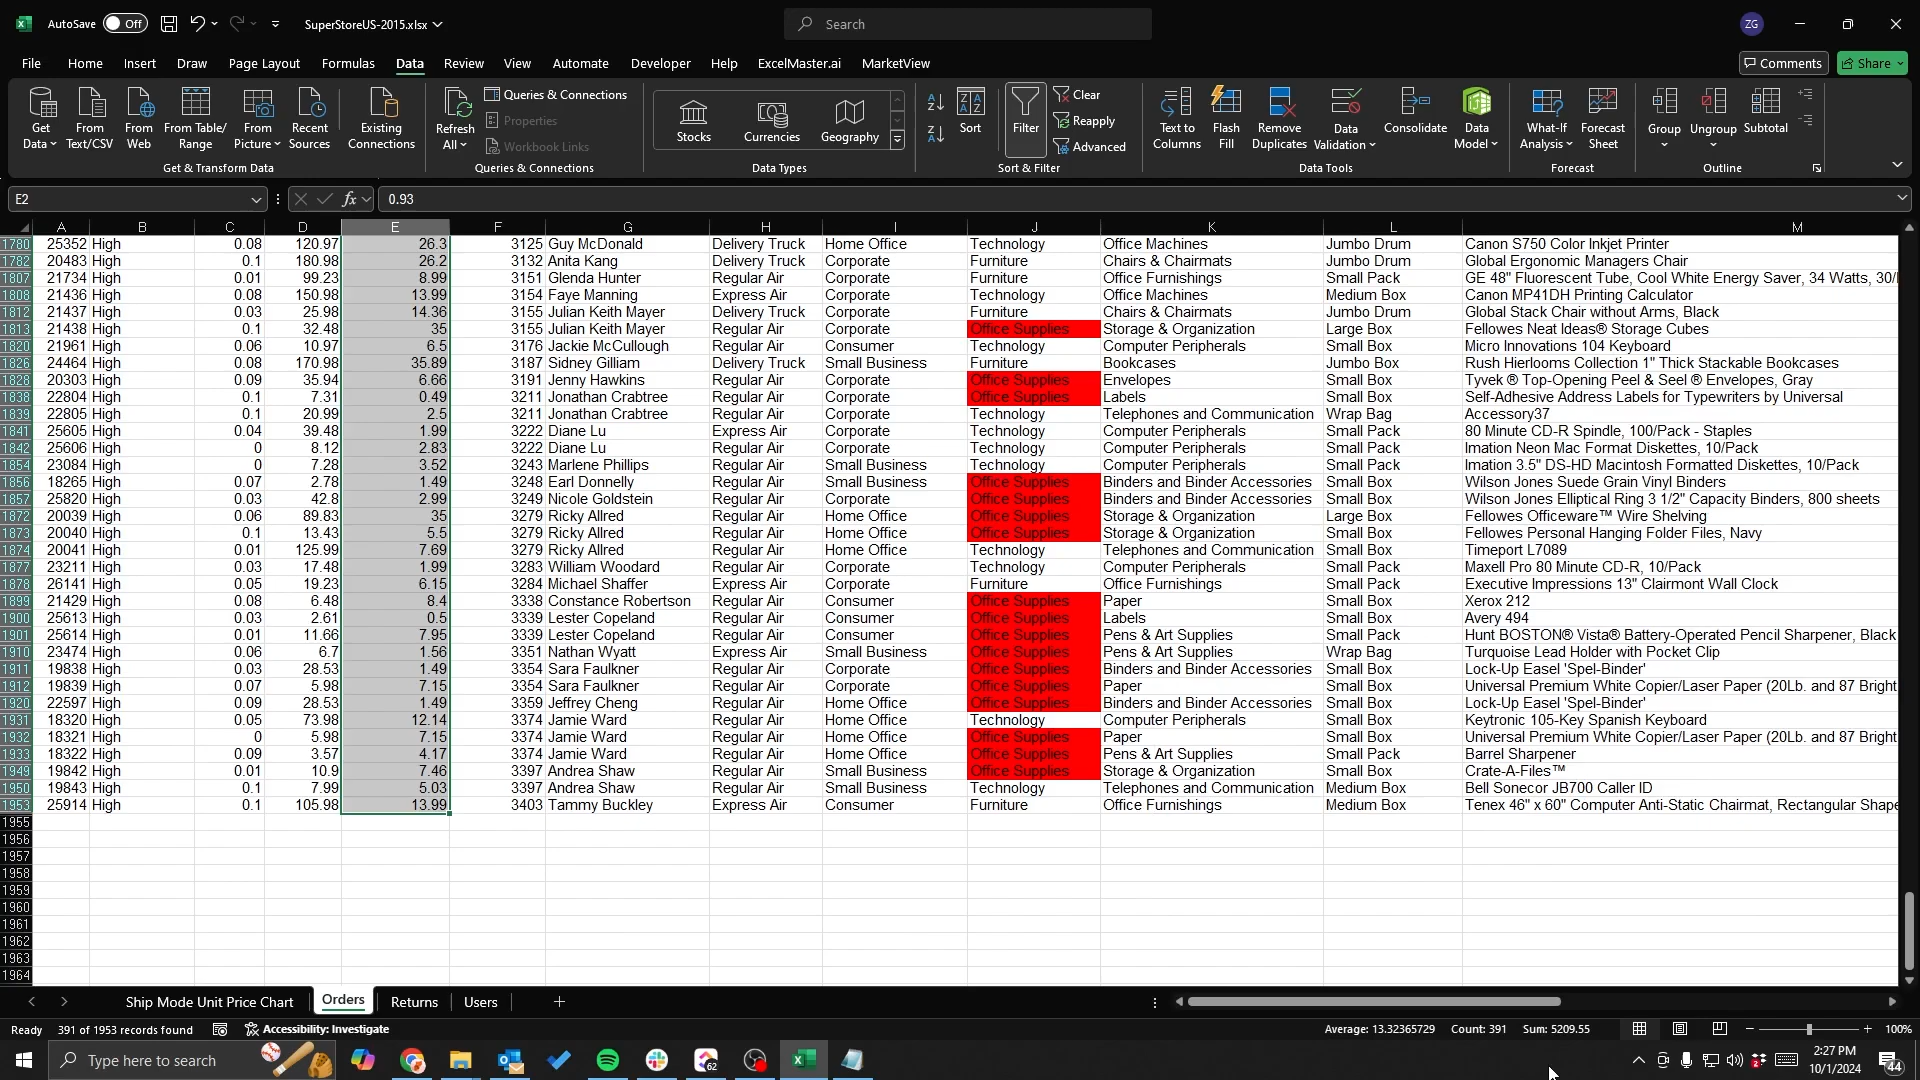 AutoSave Off SuperStoreUS-2015.xlsx Search ZG
File Home Insert Draw Page Layout Formulas Data Review View Automate Developer Help ExcelMaster.ai MarketView Comments Share
Get Data From Text/CSV From Web From Table/ Range From Picture Recent Sources Existing Connections Refresh All Queries & Connections Properties Workbook Links Stocks Currencies Geography Sort Filter Clear Reapply Advanced Text to Columns Flash Fill Remove Duplicates Data Validation Consolidate Data Model What-If Analysis Forecast Sheet Group Ungroup Subtotal
Get & Transform Data Queries & Connections Data Types Sort & Filter Data Tools Forecast Outline
E2 fx 0.93
A B C D E F G H I J K L M
1780 25352 High 0.08 120.97 26.3 3125 Guy McDonald Delivery Truck Home Office Technology Office Machines Jumbo Drum Canon S750 Color Inkjet Printer
1782 20483 High 0.1 180.98 26.2 3132 Anita Kang Delivery Truck Corporate Furniture Chairs & Chairmats Jumbo Drum Global Ergonomic Managers Chair
1807 21734 High 0.01 99.23 8.99 3151 Glenda Hunter Regular Air Corporate Furniture Office Furnishings Small Pack GE 48" Fluorescent Tube, Cool White Energy Saver, 34 Watts, 30/
1808 21436 High 0.08 150.98 13.99 3154 Faye Manning Express Air Corporate Technology Office Machines Medium Box Canon MP41DH Printing Calculator
1812 21437 High 0.03 25.98 14.36 3155 Julian Keith Mayer Delivery Truck Corporate Furniture Chairs & Chairmats Jumbo Drum Global Stack Chair without Arms, Black
1813 21438 High 0.1 32.48 35 3155 Julian Keith Mayer Regular Air Corporate Office Supplies Storage & Organization Large Box Fellowes Neat Ideas® Storage Cubes
1820 21961 High 0.06 10.97 6.5 3176 Jackie McCullough Regular Air Consumer Technology Computer Peripherals Small Box Micro Innovations 104 Keyboard
1826 24464 High 0.08 170.98 35.89 3187 Sidney Gilliam Delivery Truck Small Business Furniture Bookcases Jumbo Box Rush Hierlooms Collection 1" Thick Stackable Bookcases
1828 20303 High 0.09 35.94 6.66 3191 Jenny Hawkins Regular Air Corporate Office Supplies Envelopes Small Box Tyvek ® Top-Opening Peel & Seel ® Envelopes, Gray
1838 22804 High 0.1 7.31 0.49 3211 Jonathan Crabtree Regular Air Corporate Office Supplies Labels Small Box Self-Adhesive Address Labels for Typewriters by Universal
1839 22805 High 0.1 20.99 2.5 3211 Jonathan Crabtree Regular Air Corporate Technology Telephones and Communication Wrap Bag Accessory37
1841 25605 High 0.04 39.48 1.99 3222 Diane Lu Express Air Corporate Technology Computer Peripherals Small Pack 80 Minute CD-R Spindle, 100/Pack - Staples
1842 25606 High 0 8.12 2.83 3222 Diane Lu Regular Air Corporate Technology Computer Peripherals Small Pack Imation Neon Mac Format Diskettes, 10/Pack
1854 23084 High 0 7.28 3.52 3243 Marlene Phillips Regular Air Small Business Technology Computer Peripherals Small Pack Imation 3.5" DS-HD Macintosh Formatted Diskettes, 10/Pack
1856 18265 High 0.07 2.78 1.49 3248 Earl Donnelly Regular Air Small Business Office Supplies Binders and Binder Accessories Small Box Wilson Jones Suede Grain Vinyl Binders
1857 25820 High 0.03 42.8 2.99 3249 Nicole Goldstein Regular Air Corporate Office Supplies Binders and Binder Accessories Small Box Wilson Jones Elliptical Ring 3 1/2" Capacity Binders, 800 sheets
1872 20039 High 0.06 89.83 35 3279 Ricky Allred Regular Air Home Office Office Supplies Storage & Organization Large Box Fellowes Officeware™ Wire Shelving
1873 20040 High 0.1 13.43 5.5 3279 Ricky Allred Regular Air Home Office Office Supplies Storage & Organization Small Box Fellowes Personal Hanging Folder Files, Navy
1874 20041 High 0.01 125.99 7.69 3279 Ricky Allred Regular Air Home Office Technology Telephones and Communication Small Box Timeport L7089
1877 23211 High 0.03 17.48 1.99 3283 William Woodard Regular Air Corporate Technology Computer Peripherals Small Pack Maxell Pro 80 Minute CD-R, 10/Pack
1878 26141 High 0.05 19.23 6.15 3284 Michael Shaffer Express Air Corporate Furniture Office Furnishings Small Pack Executive Impressions 13" Clairmont Wall Clock
1899 21429 High 0.08 6.48 8.4 3338 Constance Robertson Regular Air Consumer Office Supplies Paper Small Box Xerox 212
1900 25613 High 0.03 2.61 0.5 3339 Lester Copeland Regular Air Consumer Office Supplies Labels Small Box Avery 494
1901 25614 High 0.01 11.66 7.95 3339 Lester Copeland Regular Air Consumer Office Supplies Pens & Art Supplies Small Pack Hunt BOSTON® Vista® Battery-Operated Pencil Sharpener, Black
1910 23474 High 0.06 6.7 1.56 3351 Nathan Wyatt Express Air Small Business Office Supplies Pens & Art Supplies Wrap Bag Turquoise Lead Holder with Pocket Clip
1911 19838 High 0.03 28.53 1.49 3354 Sara Faulkner Regular Air Corporate Office Supplies Binders and Binder Accessories Small Box Lock-Up Easel 'Spel-Binder'
1912 19839 High 0.07 5.98 7.15 3354 Sara Faulkner Regular Air Corporate Office Supplies Paper Small Box Universal Premium White Copier/Laser Paper (20Lb. and 87 Bright
1920 22597 High 0.09 28.53 1.49 3359 Jeffrey Cheng Regular Air Home Office Office Supplies Binders and Binder Accessories Small Box Lock-Up Easel 'Spel-Binder'
1931 18320 High 0.05 73.98 12.14 3374 Jamie Ward Regular Air Home Office Technology Computer Peripherals Small Box Keytronic 105-Key Spanish Keyboard
1932 18321 High 0 5.98 7.15 3374 Jamie Ward Regular Air Home Office Office Supplies Paper Small Box Universal Premium White Copier/Laser Paper (20Lb. and 87 Bright
1933 18322 High 0.09 3.57 4.17 3374 Jamie Ward Regular Air Home Office Office Supplies Pens & Art Supplies Small Pack Barrel Sharpener
1949 19842 High 0.01 10.9 7.46 3397 Andrea Shaw Regular Air Small Business Office Supplies Storage & Organization Small Box Crate-A-Files™
1950 19843 High 0.1 7.99 5.03 3397 Andrea Shaw Regular Air Small Business Technology Telephones and Communication Medium Box Bell Sonecor JB700 Caller ID
1953 25914 High 0.1 105.98 13.99 3403 Tammy Buckley Express Air Consumer Furniture Office Furnishings Medium Box Tenex 46" x 60" Computer Anti-Static Chairmat, Rectangular Shape
1955
1956
1957
1958
1959
1960
1961
1962
1963
1964
Ship Mode Unit Price Chart Orders Returns Users
Ready 391 of 1953 records found Accessibility: Investigate Average: 13.32365729 Count: 391 Sum: 5209.55 100%
Type here to search 62 2:27 PM
10/1/2024 44